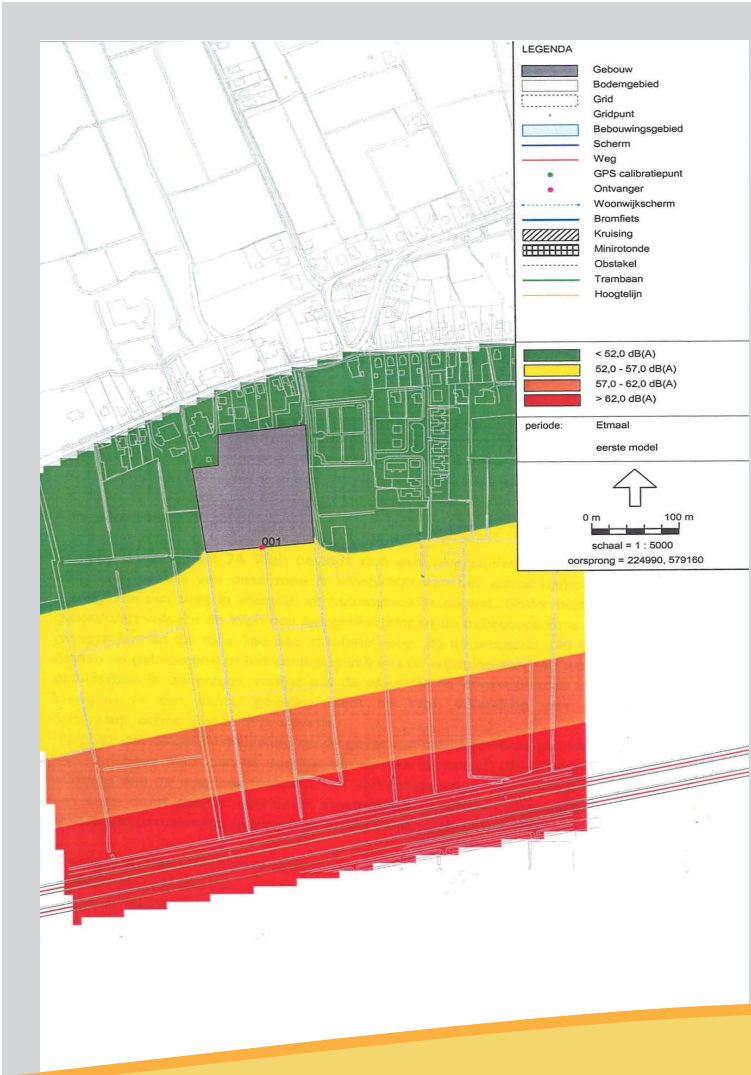 LEGENDA
Gebouw
Bodemgebied
Grid
Gridpunt
Bebouwingsgebied
Scherm
Weg
GPS calibratiepunt
Ontvanger
Woonwijkscherm
Bromfiets
Kruising
Minirotonde
Obstakel
Trambaan
Hoogtelijn
< 52,0 dB(A)
52,0 - 57,0 dB(A)
57,0 - 62,0 dB(A)
> 62,0 dB(A)
periode: Etmaal
eerste model
0 m 100 m
schaal = 1 : 5000
oorsprong = 224990, 579160
001